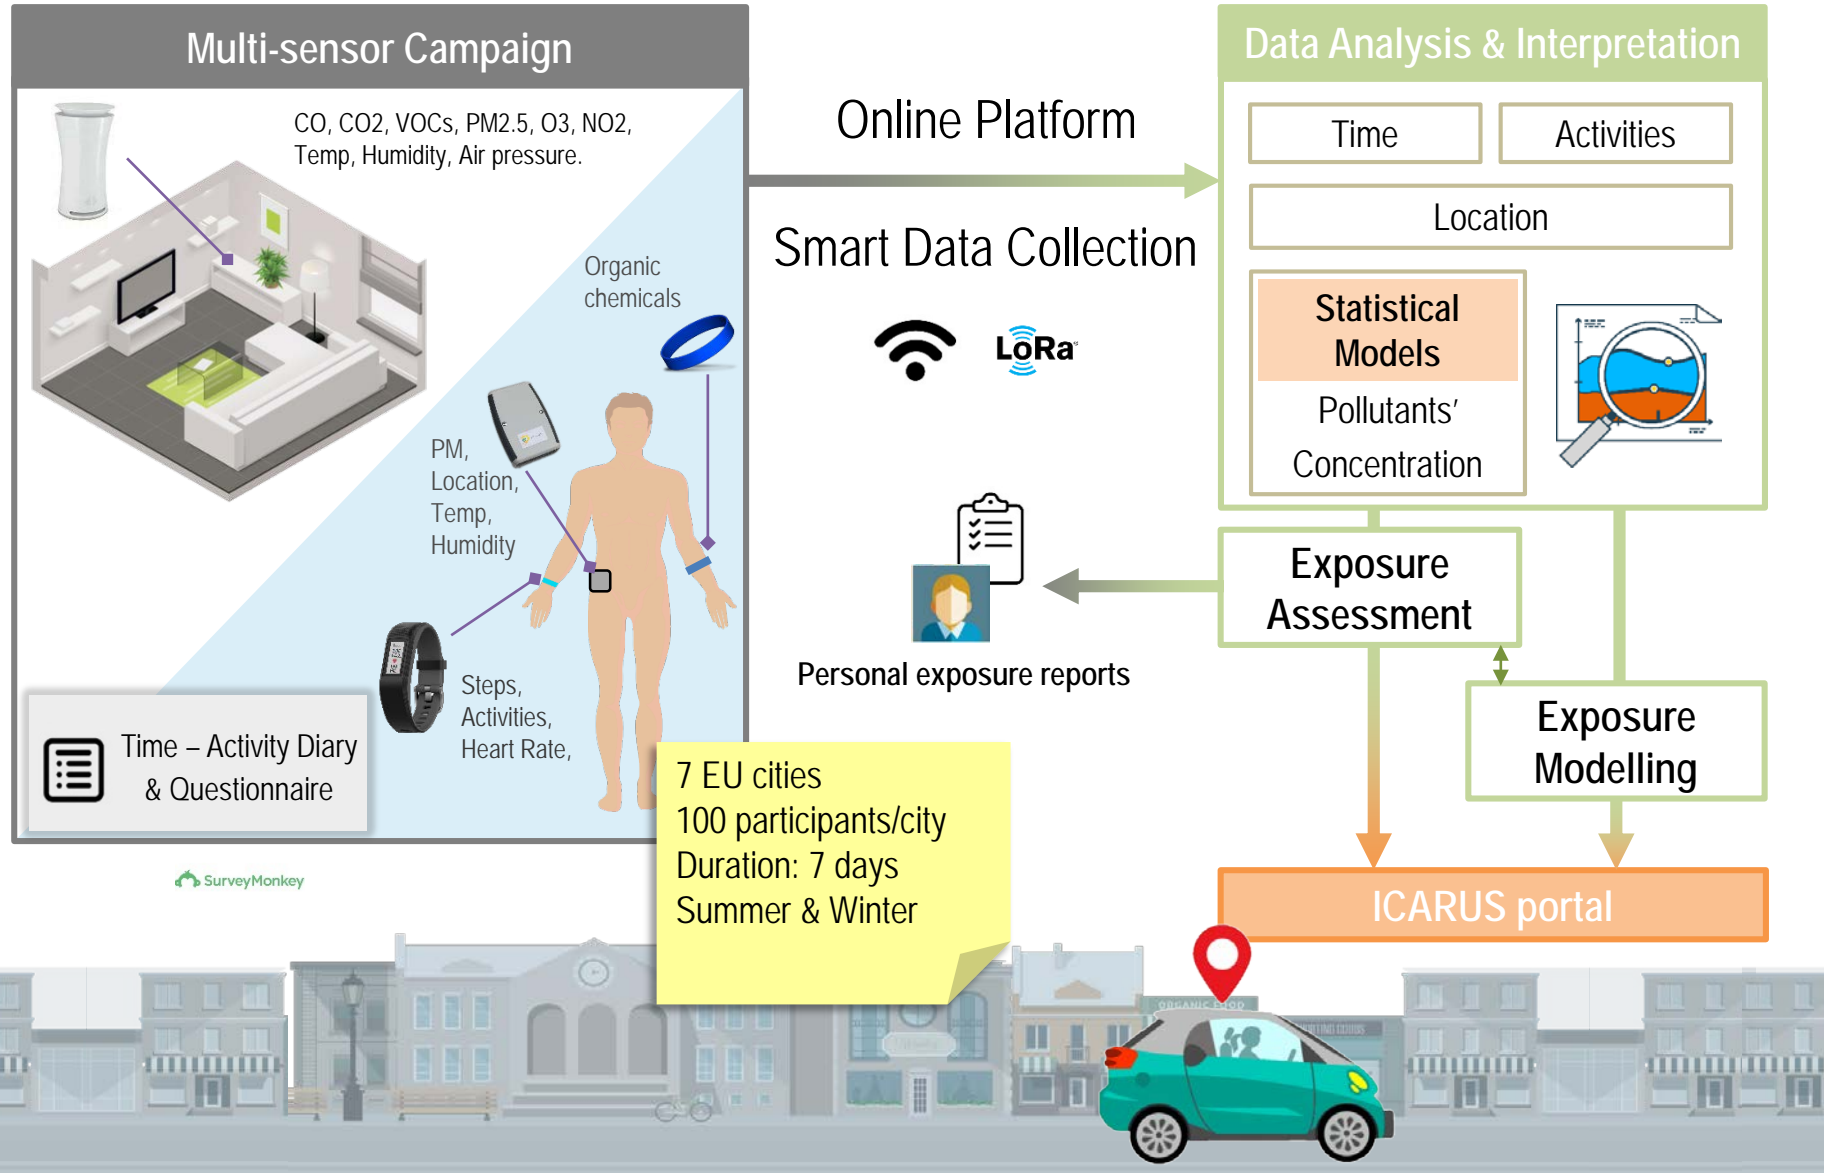 Multi-sensor Campaign
CO, CO2, VOCs, PM2.5, O3, NO2,
Temp, Humidity, Air pressure.
Organic
chemicals
PM,
Location,
Temp,
Humidity
Steps,
Activities,
Heart Rate,
Time – Activity Diary
& Questionnaire
SurveyMonkey
Online Platform
Smart Data Collection
LoRa
Personal exposure reports
7 EU cities
100 participants/city
Duration: 7 days
Summer & Winter
Data Analysis & Interpretation
Time
Activities
Location
Statistical
Models
Pollutants’
Concentration
Exposure
Assessment
Exposure
Modelling
ICARUS portal
ORGANIC FOOD